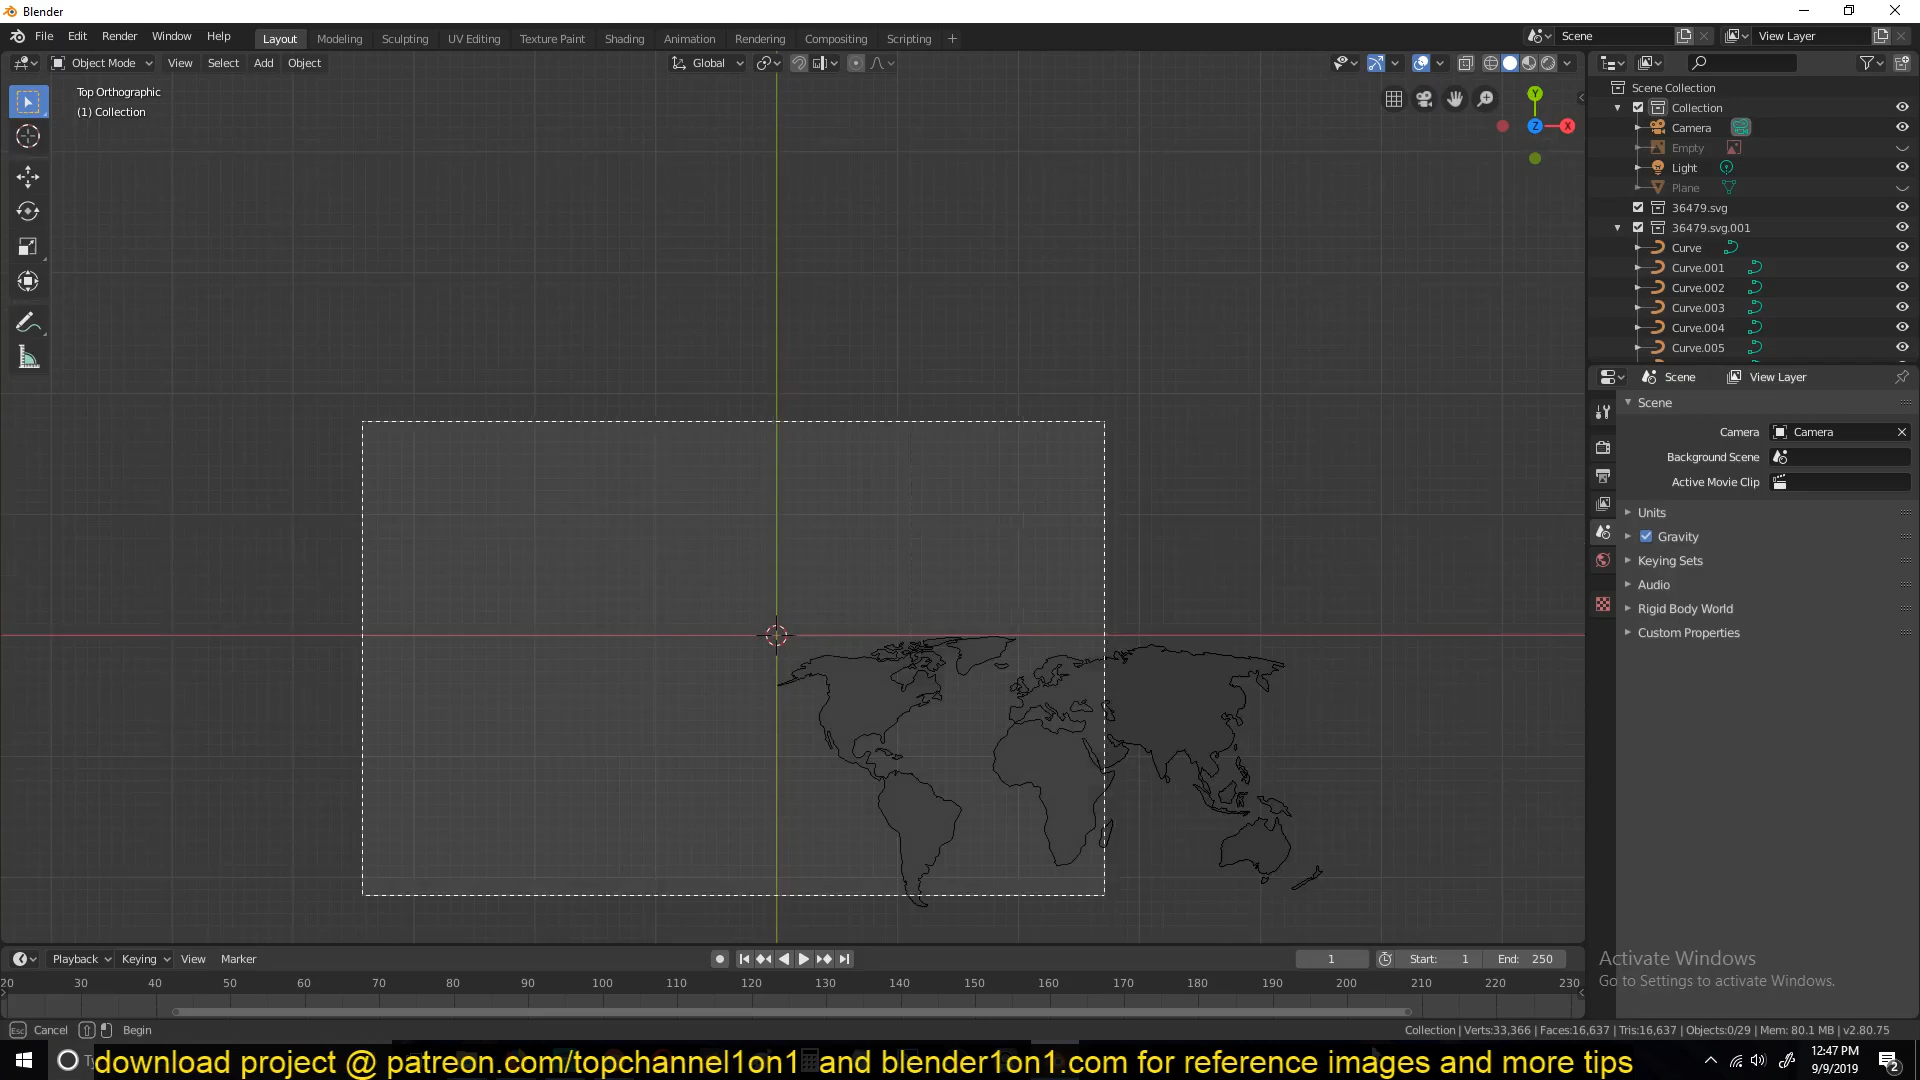 Blender
File Edit Render Window Help
Layout Modeling Sculpting UV Editing Texture Paint Shading Animation Rendering Compositing Scripting
Scene
View Layer
Object Mode View Select Add Object
Global
Top Orthographic
(1) Collection
Y
Z
X
Scene Collection
Collection
Camera
Empty
Light
Plane
36479.svg
36479.svg.001
Curve
Curve.001
Curve.002
Curve.003
Curve.004
Curve.005
Scene View Layer
Scene
Camera Camera
Background Scene
Active Movie Clip
Units
Gravity
Keying Sets
Audio
Rigid Body World
Custom Properties
Playback Keying View Marker
1 Start: 1 End: 250
20 30 40 50 60 70 80 90 100 110 120 130 140 150 160 170 180 190 200 210 220 230
Activate Windows
Go to Settings to activate Windows.
Esc Cancel Begin
Collection | Verts:33,366 | Faces:16,637 | Tris:16,637 | Objects:0/29 | Mem: 80.1 MB | v2.80.75
download project @ patreon.com/topchannel1on1 and blender1on1.com for reference images and more tips
12:47 PM
9/9/2019
2